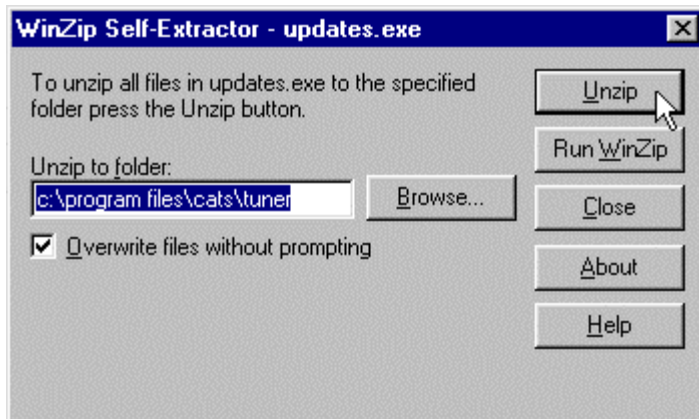 WinZip Self-Extractor - updates.exe
To unzip all files in updates.exe to the specified
folder press the Unzip button.
Unzip to folder:
c:\program files\cats\tuner
Browse...
Overwrite files without prompting
Unzip
Run WinZip
Close
About
Help